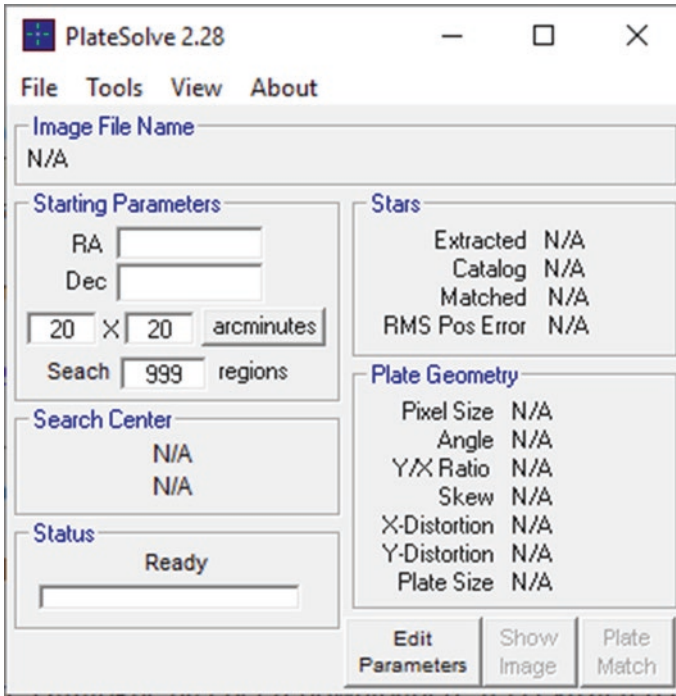 PlateSolve 2.28
File Tools View About
Image File Name
N/A
Starting Parameters
RA
Dec
20 X 20 arcminutes
Seach 999 regions
Search Center
N/A
N/A
Status
Ready
Stars
Extracted N/A
Catalog N/A
Matched N/A
RMS Pos Error N/A
Plate Geometry
Pixel Size N/A
Angle N/A
Y/X Ratio N/A
Skew N/A
X-Distortion N/A
Y-Distortion N/A
Plate Size N/A
Edit
Parameters
Show
Image
Plate
Match